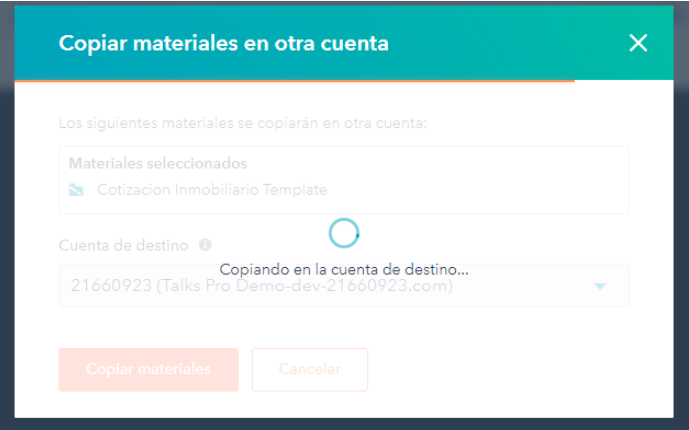 Copiar materiales en otra cuenta
Los siguientes materiales se copiarán en otra cuenta:
Materiales seleccionados
Cotizacion Inmobiliario Template
Cuenta de destino
Copiando en la cuenta de destino...
21660923 (Talks Pro Demo-dev-21660923.com)
Copiar materiales
Cancelar